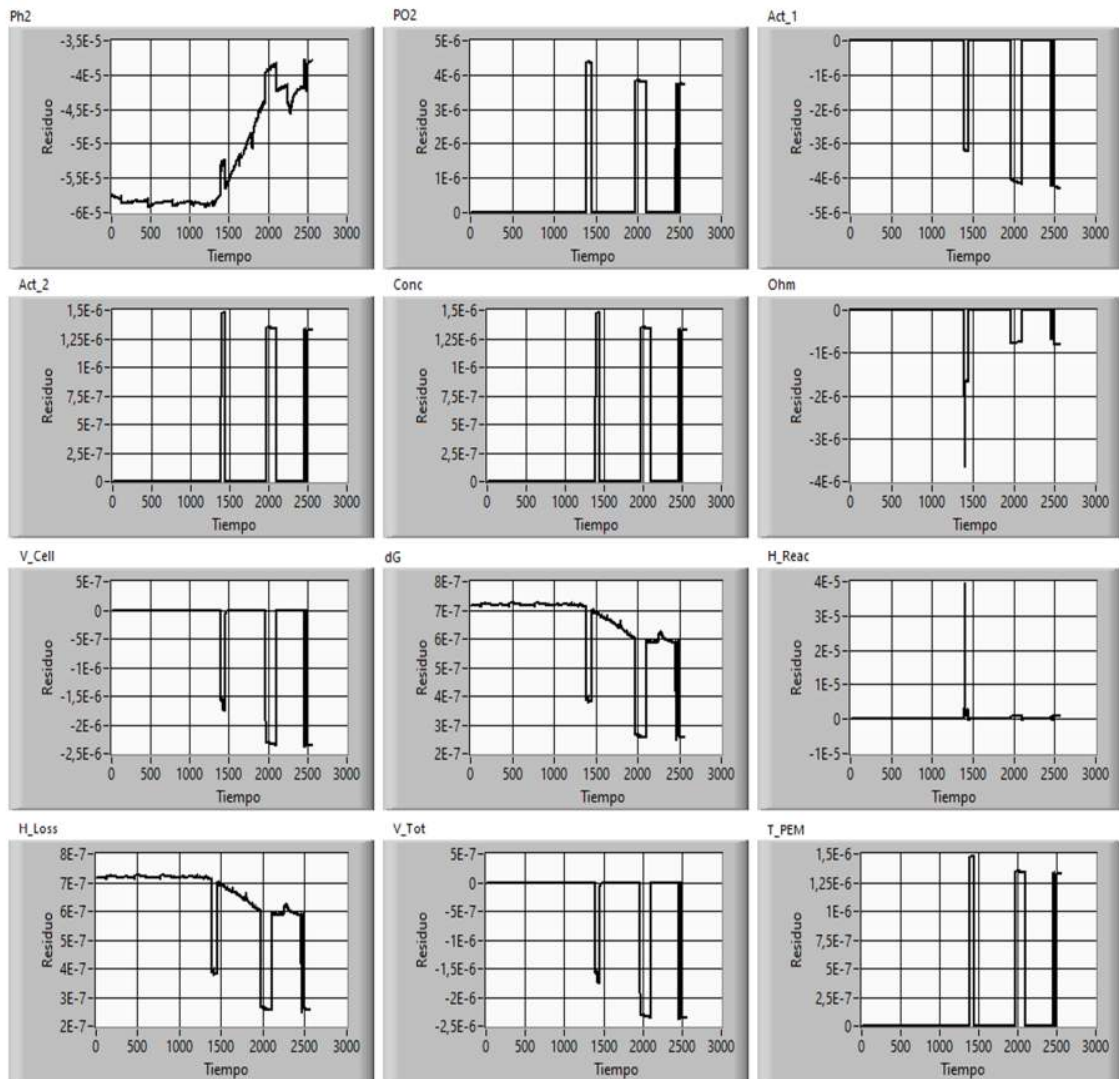 Ph2
PO2
Act_1
-3,5E-5
-4E-5
-4,5E-5
-5E-5
-5,5E-5
-6E-5
Residuo
0 500 1000 1500 2000 2500 3000
Tiempo
5E-6
4E-6
3E-6
2E-6
1E-6
0
Residuo
0 500 1000 1500 2000 2500 3000
Tiempo
0
-1E-6
-2E-6
-3E-6
-4E-6
-5E-6
Residuo
0 500 1000 1500 2000 2500 3000
Tiempo
Act_2
Conc
Ohm
1,5E-6
1,25E-6
1E-6
7,5E-7
5E-7
2,5E-7
0
Residuo
0 500 1000 1500 2000 2500 3000
Tiempo
1,5E-6
1,25E-6
1E-6
7,5E-7
5E-7
2,5E-7
0
Residuo
0 500 1000 1500 2000 2500 3000
Tiempo
0
-1E-6
-2E-6
-3E-6
-4E-6
Residuo
0 500 1000 1500 2000 2500 3000
Tiempo
V_Cell
dG
H_Reac
5E-7
0
-5E-7
-1E-6
-1,5E-6
-2E-6
-2,5E-6
Residuo
0 500 1000 1500 2000 2500 3000
Tiempo
8E-7
7E-7
6E-7
5E-7
4E-7
3E-7
2E-7
Residuo
0 500 1000 1500 2000 2500 3000
Tiempo
4E-5
3E-5
2E-5
1E-5
0
-1E-5
Residuo
0 500 1000 1500 2000 2500 3000
Tiempo
H_Loss
V_Tot
T_PEM
8E-7
7E-7
6E-7
5E-7
4E-7
3E-7
2E-7
Residuo
0 500 1000 1500 2000 2500 3000
Tiempo
5E-7
0
-5E-7
-1E-6
-1,5E-6
-2E-6
-2,5E-6
Residuo
0 500 1000 1500 2000 2500 3000
Tiempo
1,5E-6
1,25E-6
1E-6
7,5E-7
5E-7
2,5E-7
0
Residuo
0 500 1000 1500 2000 2500 3000
Tiempo